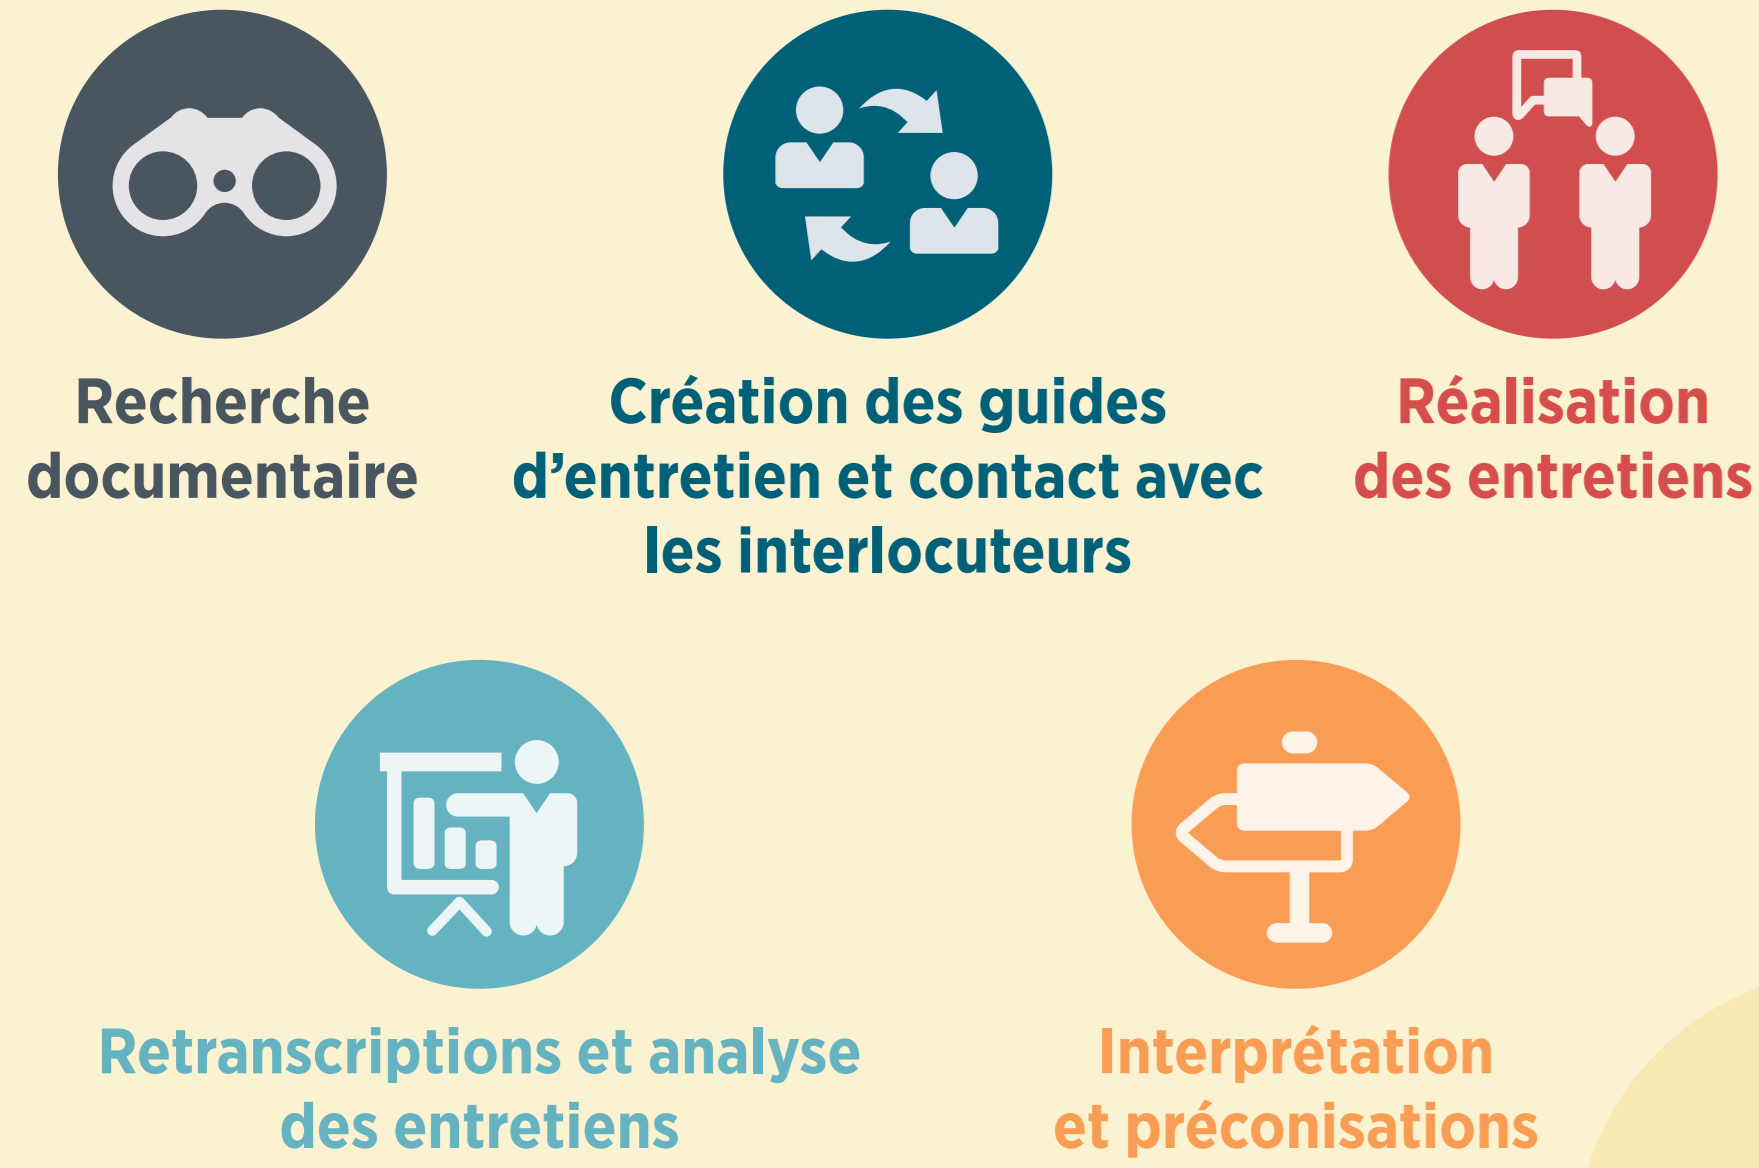 Recherche
documentaire
Création des guides
d’entretien et contact avec
les interlocuteurs
Réalisation
des entretiens
Retranscriptions et analyse
des entretiens
Interprétation
et préconisations